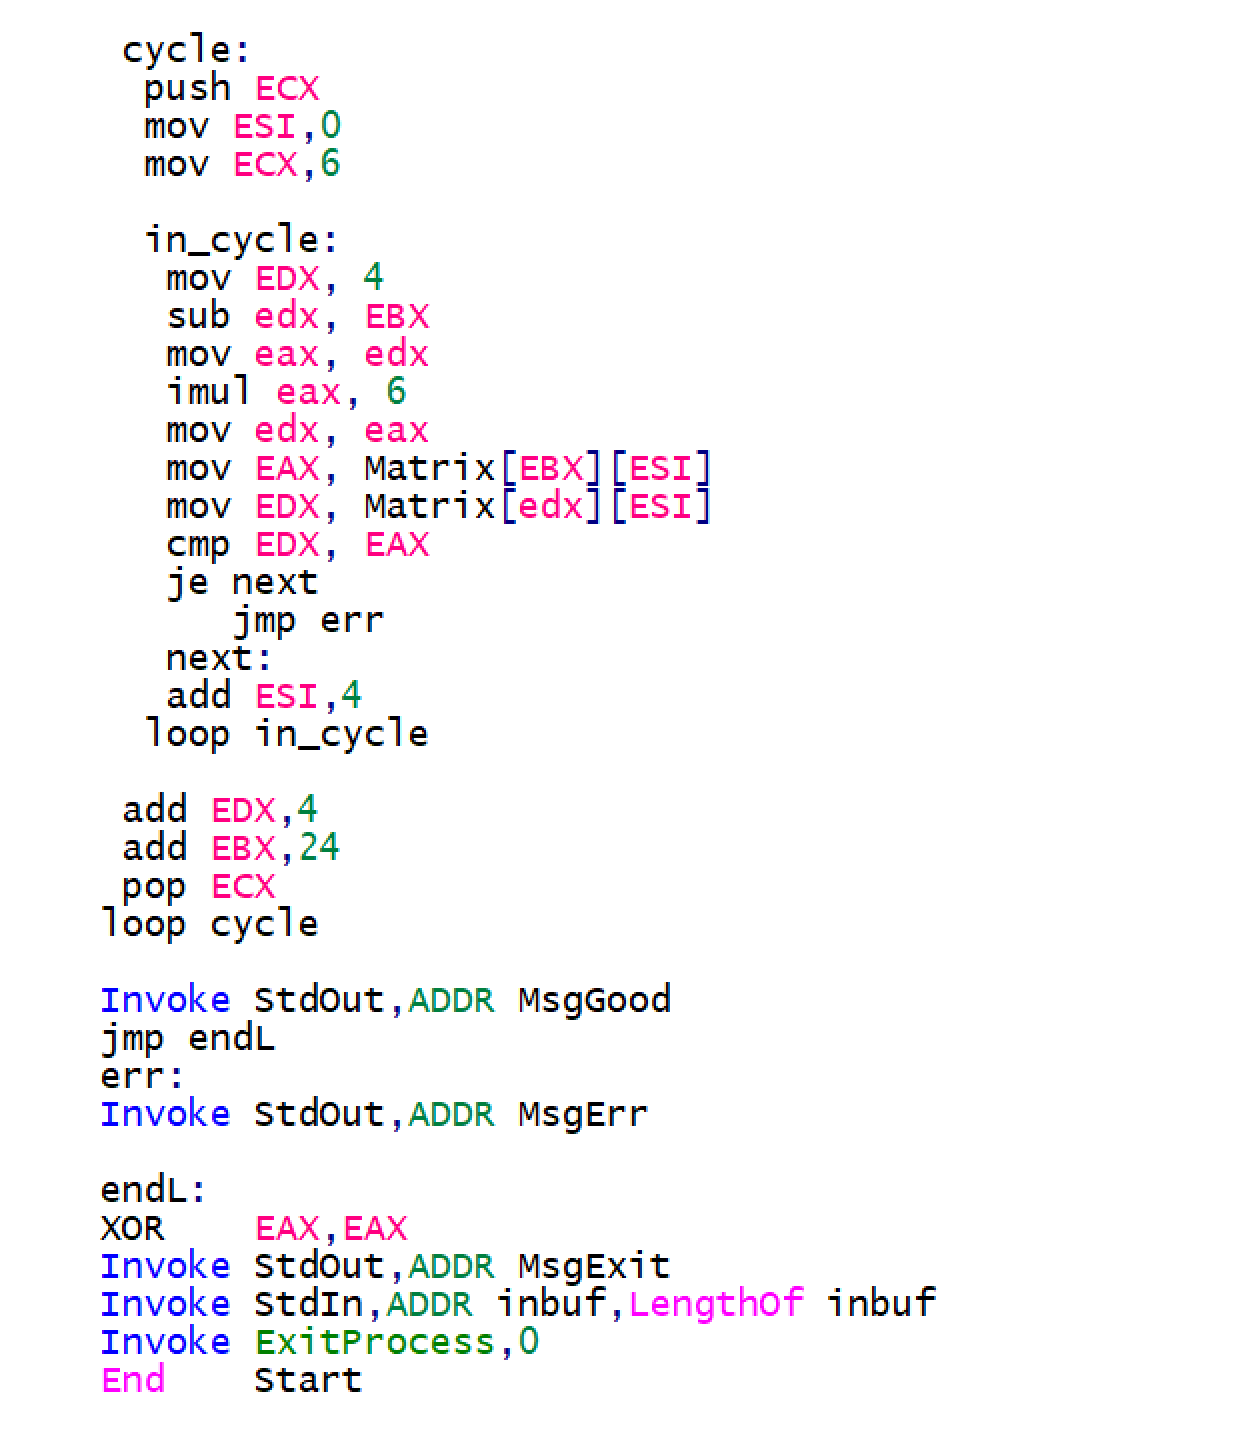 cycle:
push ECX
mov ESI,0
mov ECX,6
in_cycle:
mov EDX, 4
sub edx, EBX
mov eax, edx
imul eax, 6
mov edx, eax
mov EAX, Matrix[EBX][ESI]
mov EDX, Matrix[edx][ESI]
cmp EDX, EAX
je next
jmp err
next:
add ESI,4
loop in_cycle
add EDX,4
add EBX,24
pop ECX
loop cycle
Invoke StdOut,ADDR MsgGood
jmp endL
err:
Invoke StdOut,ADDR MsgErr
endL:
XOR EAX,EAX
Invoke StdOut,ADDR MsgExit
Invoke StdIn,ADDR inbuf,LengthOf inbuf
Invoke ExitProcess,0
End Start